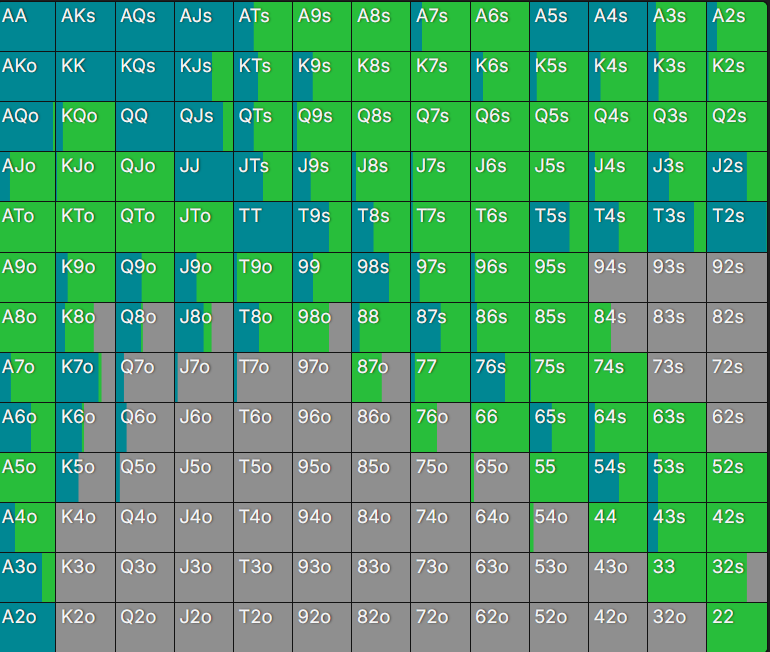 AA AKs AQs AJs ATs A9s A8s A7s A6s A5s A4s A3s A2s
AKo KK KQs KJs KTs K9s K8s K7s K6s K5s K4s K3s K2s
AQo KQo QQ QJs QTs Q9s Q8s Q7s Q6s Q5s Q4s Q3s Q2s
AJo KJo QJo JJ JTs J9s J8s J7s J6s J5s J4s J3s J2s
ATo KTo QTo JTo TT T9s T8s T7s T6s T5s T4s T3s T2s
A9o K9o Q9o J9o T9o 99 98s 97s 96s 95s 94s 93s 92s
A8o K8o Q8o J8o T8o 98o 88 87s 86s 85s 84s 83s 82s
A7o K7o Q7o J7o T7o 97o 87o 77 76s 75s 74s 73s 72s
A6o K6o Q6o J6o T6o 96o 86o 76o 66 65s 64s 63s 62s
A5o K5o Q5o J5o T5o 95o 85o 75o 65o 55 54s 53s 52s
A4o K4o Q4o J4o T4o 94o 84o 74o 64o 54o 44 43s 42s
A3o K3o Q3o J3o T3o 93o 83o 73o 63o 53o 43o 33 32s
A2o K2o Q2o J2o T2o 92o 82o 72o 62o 52o 42o 32o 22